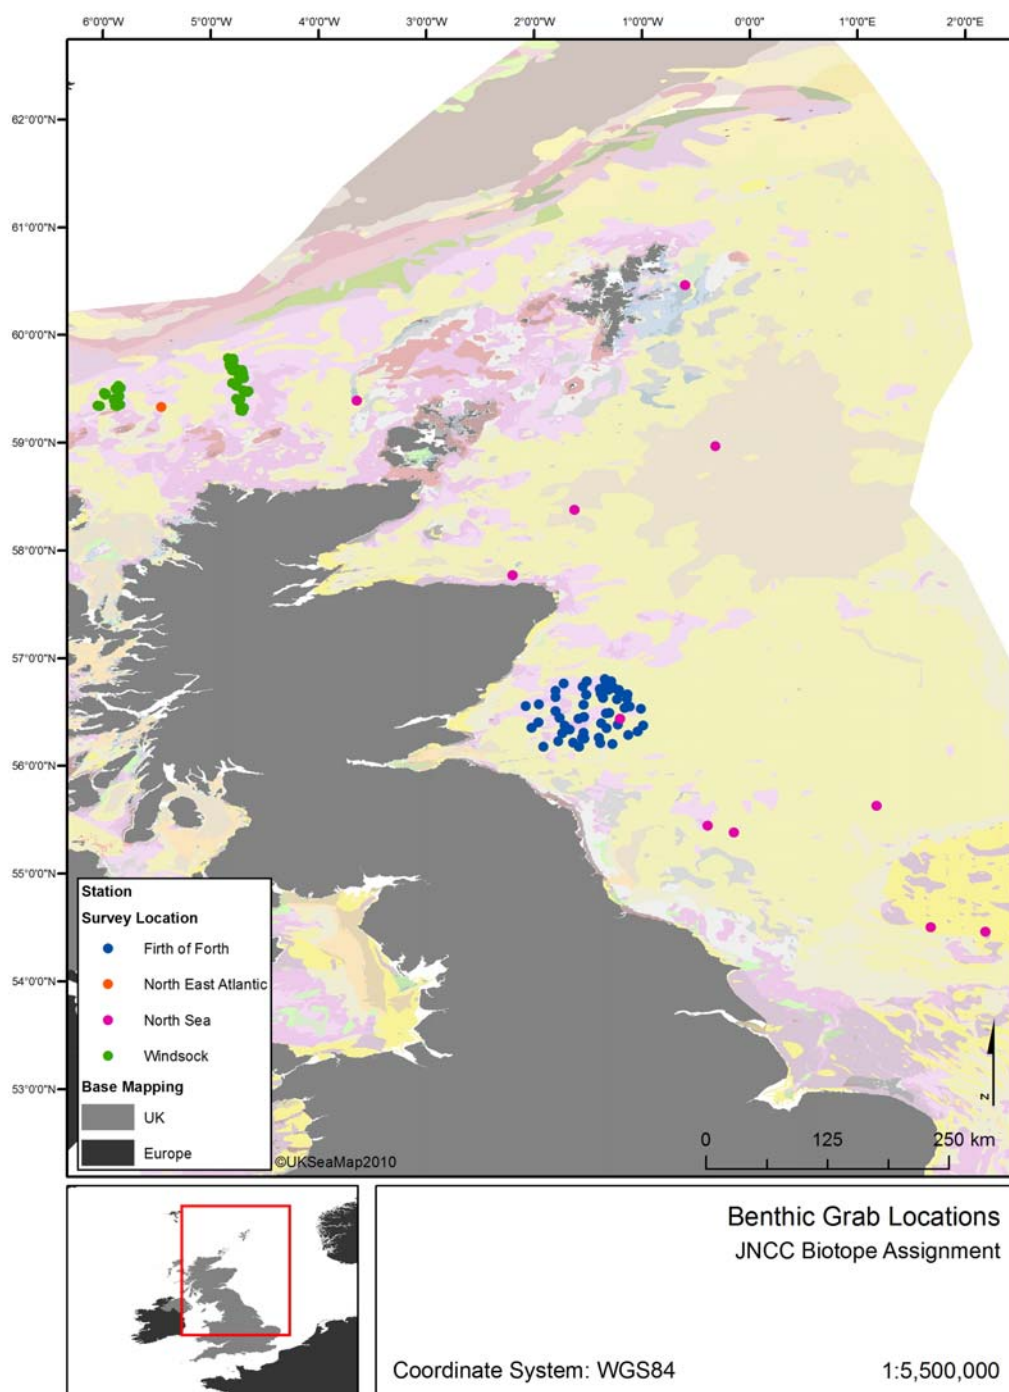 6°0'0"W 5°0'0"W 4°0'0"W 3°0'0"W 2°0'0"W 1°0'0"W 0°0'0" 1°0'0"E 2°0'0"E
62°0'0"N
61°0'0"N
60°0'0"N
59°0'0"N
58°0'0"N
57°0'0"N
56°0'0"N
55°0'0"N
54°0'0"N
53°0'0"N
Station
Survey Location
Firth of Forth
North East Atlantic
North Sea
Windsock
Base Mapping
UK
Europe
©UKSeaMap2010
N
0 125 250 km
Benthic Grab Locations
JNCC Biotope Assignment
Coordinate System: WGS84 1:5,500,000